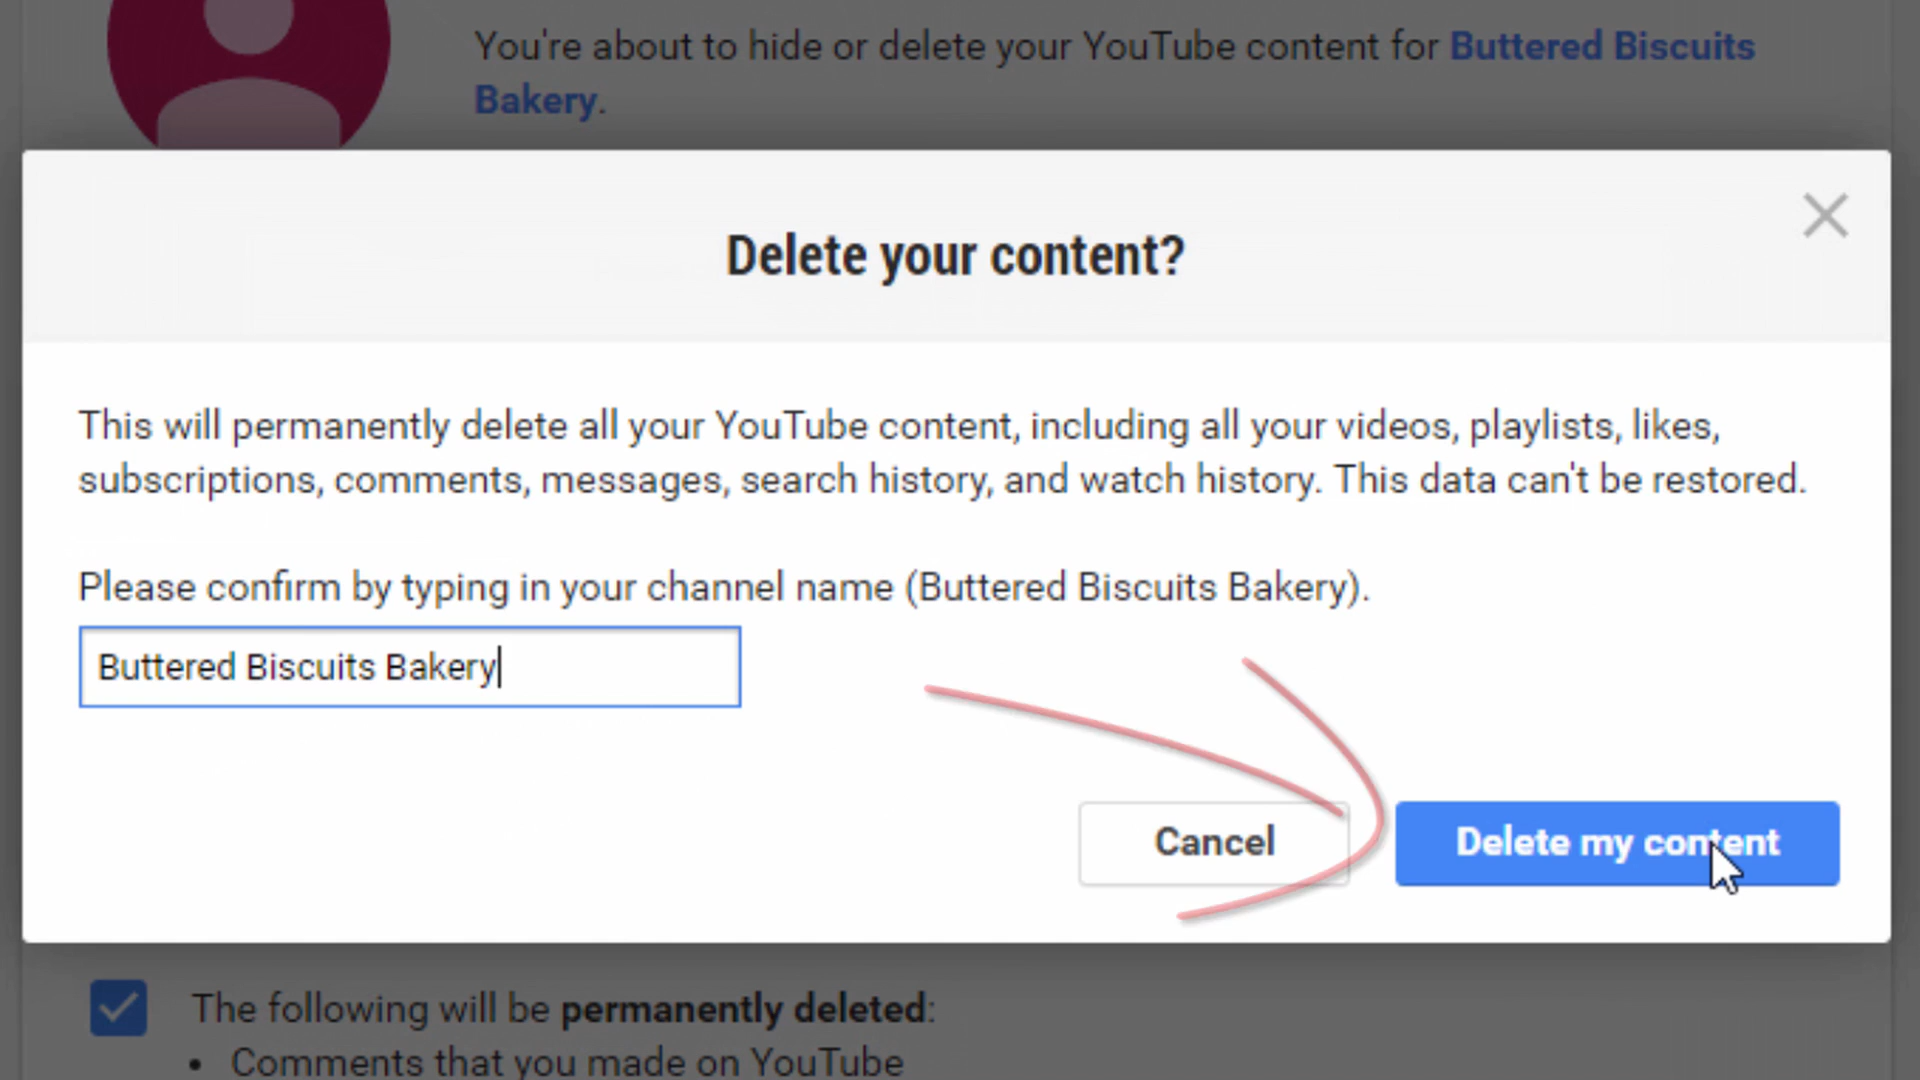 You're about to hide or delete your YouTube content for Buttered Biscuits
Bakery.
Delete your content?
This will permanently delete all your YouTube content, including all your videos, playlists, likes,
subscriptions, comments, messages, search history, and watch history. This data can't be restored.
Please confirm by typing in your channel name (Buttered Biscuits Bakery).
Buttered Biscuits Bakery
Cancel
Delete my content
The following will be permanently deleted:
• Comments that you made on YouTube